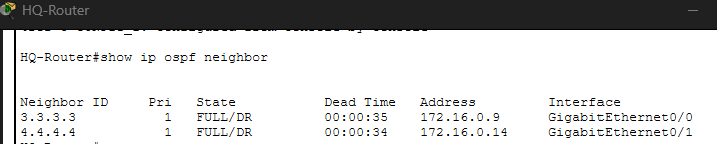 HQ-Router
HQ-Router#show ip ospf neighbor
Neighbor ID     Pri   State           Dead Time   Address         Interface
3.3.3.3           1   FULL/DR         00:00:35    172.16.0.9      GigabitEthernet0/0
4.4.4.4           1   FULL/DR         00:00:34    172.16.0.14     GigabitEthernet0/1